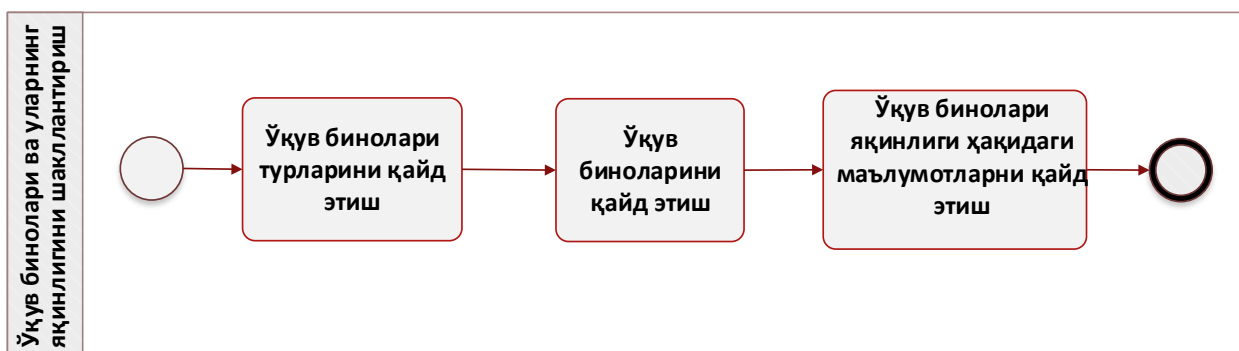 Ўқув бинолари ва уларнинг
яқинлигини шакллантириш
Ўқув бинолари
турларини қайд
этиш
Ўқув
биноларини
қайд этиш
Ўқув бинолари
яқинлиги ҳақидаги
маълумотларни қайд
этиш